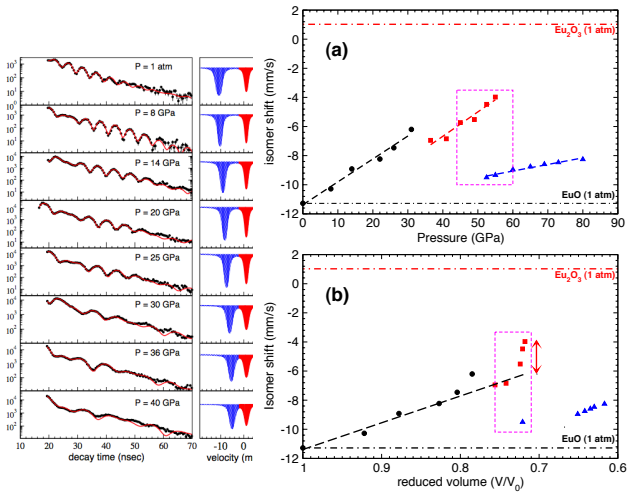 P = 1 atm
P = 8 GPa
P = 14 GPa
P = 20 GPa
P = 25 GPa
P = 30 GPa
P = 36 GPa
P = 40 GPa
10 20 30 40 50 60 70
decay time (nsec)
-10 0
velocity (m
(a)
Eu2O3 (1 atm)
EuO (1 atm)
Isomer shift (mm/s)
2
0
-2
-4
-6
-8
-10
-12
0 10 20 30 40 50 60 70 80 90
Pressure (GPa)
(b)
Eu2O3 (1 atm)
EuO (1 atm)
Isomer shift (mm/s)
2
0
-2
-4
-6
-8
-10
-12
1 0.9 0.8 0.7 0.6
reduced volume (V/V0)